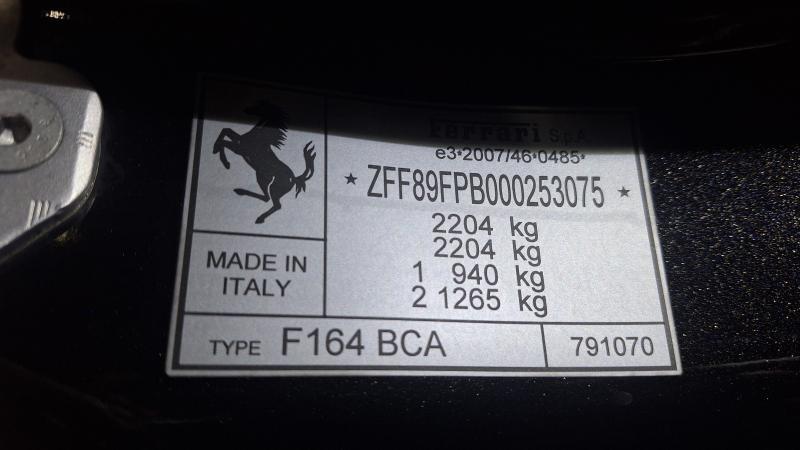 Ferrari S.p.A.
e3*2007/46*0485*
★ ZFF89FPB000253075 ★
2204 kg
2204 kg
1 940 kg
2 1265 kg
MADE IN
ITALY
TYPE F164 BCA
791070